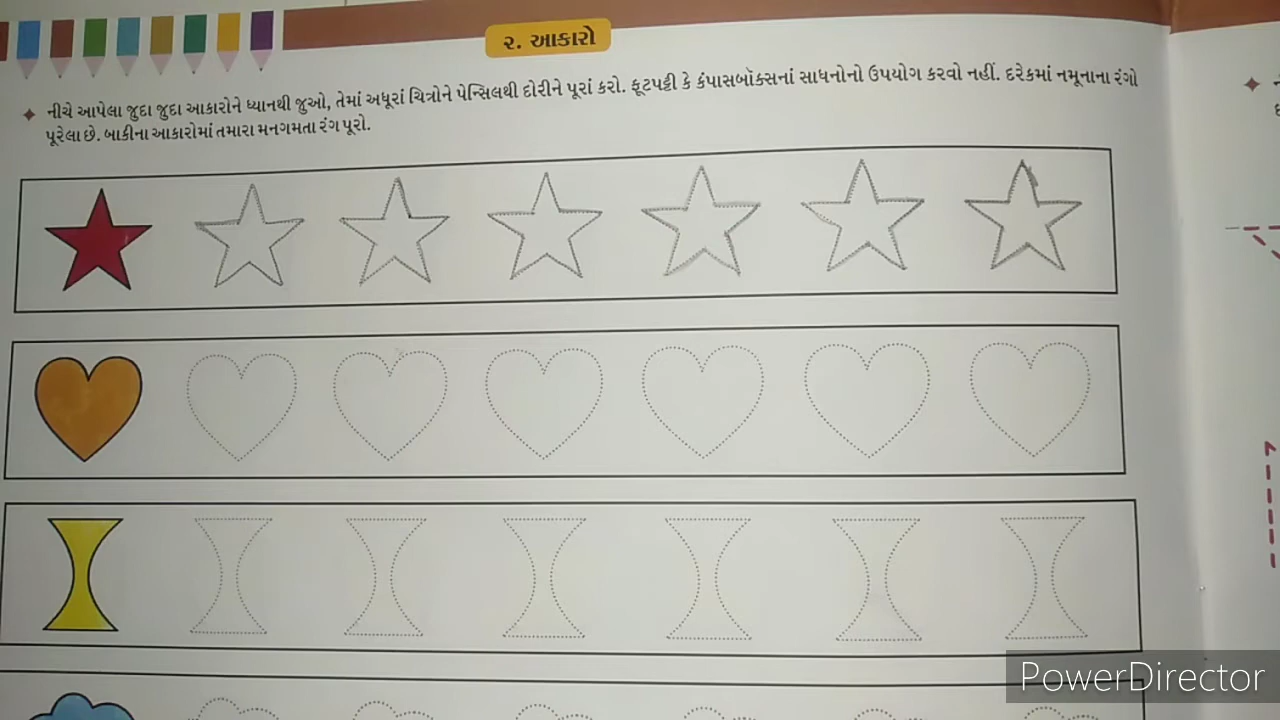 ૨. આકારો
નીચે આપેલા જુદા જુદા આકારોને ધ્યાનથી જુઓ, તેમાં અધૂરાં ચિત્રોને પેન્સિલથી દોરીને પૂરાં કરો. ફૂટપટ્ટી કે કંપાસબૉક્સનાં સાધનોનો ઉપયોગ કરવો નહીં. દરેકમાં નમૂનાના રંગો
પૂરેલા છે. બાકીના આકારોમાં તમારા મનગમતા રંગ પૂરો.
PowerDirector